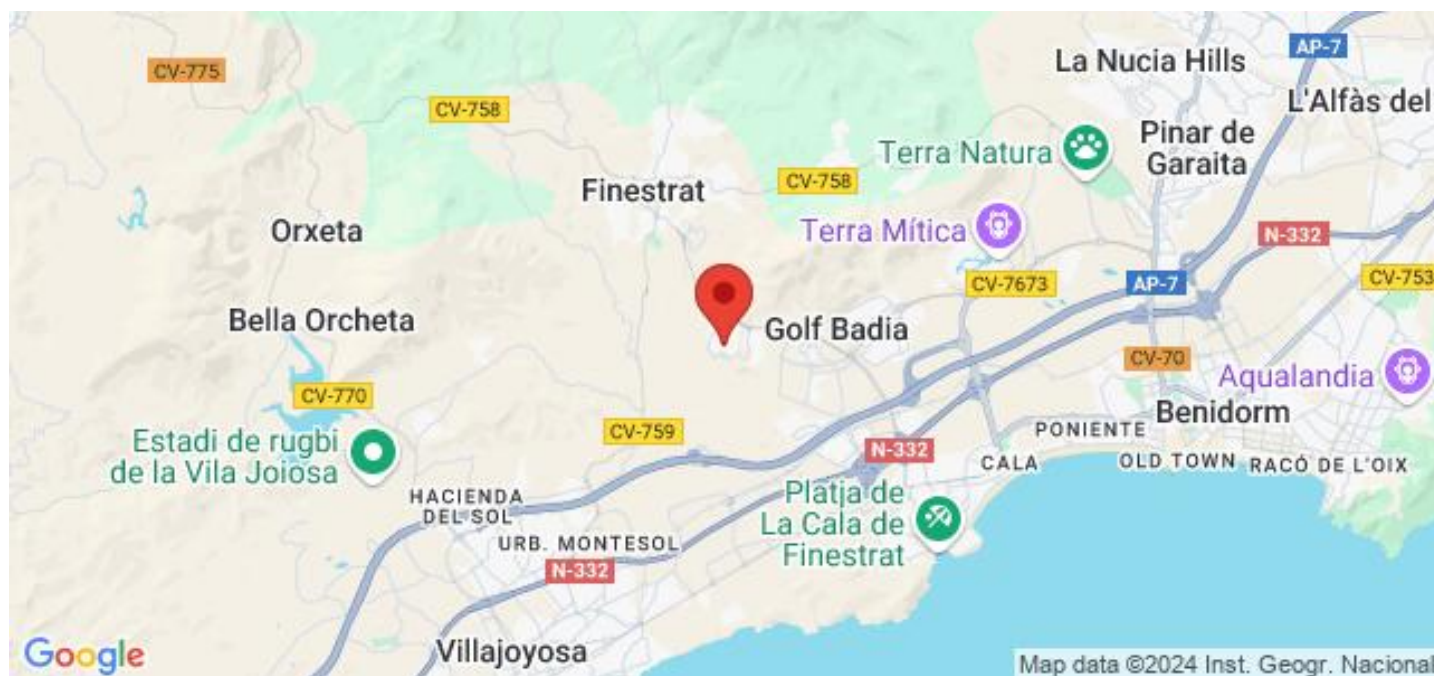 AP-7
La Nucia Hills
CV-775
L'Alfàs del
CV-758
Pinar de
Garaita
Terra Natura
CV-758
Finestrat
Orxeta
Terra Mítica
N-332
CV-7673
AP-7
CV-753
Bella Orcheta
Golf Badia
CV-70
Aqualandia
CV-770
Benidorm
CV-759
PONIENTE
Estadi de rugbi
de la Vila Joiosa
N-332
CALA
OLD TOWN
RACÓ DE L'OIX
HACIENDA
DEL SOL
Platja de
La Cala de
Finestrat
URB. MONTESOL
N-332
Villajoyosa
Google
Map data ©2024 Inst. Geogr. Nacional